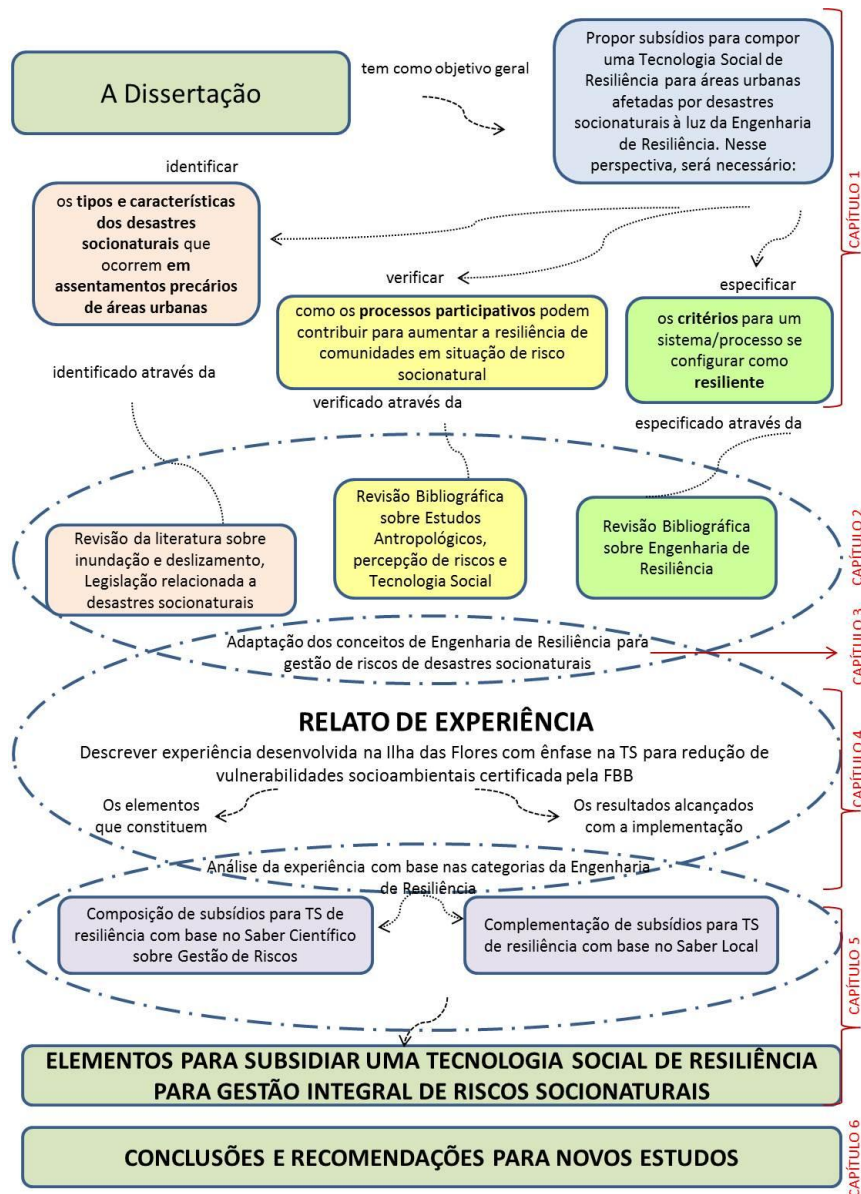 A Dissertação
tem como objetivo geral
Propor subsídios para compor
uma Tecnologia Social de
Resiliência para áreas urbanas
afetadas por desastres
socionaturais à luz da Engenharia
de Resiliência. Nesse
perspectiva, será necessário:
CAPÍTULO 1
identificar
os tipos e características
dos desastres
socionaturais que
ocorrem em
assentamentos precários
de áreas urbanas
verificar
como os processos participativos podem
contribuir para aumentar a resiliência de
comunidades em situação de risco
socionatural
especificar
os critérios para um
sistema/processo se
configurar como
resiliente
identificado através da
verificado através da
especificado através da
Revisão da literatura sobre
inundação e deslizamento,
Legislação relacionada a
desastres socionaturais
Revisão Bibliográfica
sobre Estudos
Antropológicos,
percepção de riscos e
Tecnologia Social
Revisão Bibliográfica
sobre Engenharia de
Resiliência
CAPÍTULO 2
Adaptação dos conceitos de Engenharia de Resiliência para
gestão de riscos de desastres socionaturais
CAPÍTULO 3
RELATO DE EXPERIÊNCIA
Descrever experiência desenvolvida na Ilha das Flores com ênfase na TS para redução de
vulnerabilidades socioambientais certificada pela FBB
Os elementos
que constituem
Os resultados alcançados
com a implementação
CAPÍTULO 4
Análise da experiência com base nas categorias da Engenharia
de Resiliência
Composição de subsídios para TS de
resiliência com base no Saber Científico
sobre Gestão de Riscos
Complementação de subsídios para TS
de resiliência com base no Saber Local
CAPÍTULO 5
ELEMENTOS PARA SUBSIDIAR UMA TECNOLOGIA SOCIAL DE RESILIÊNCIA
PARA GESTÃO INTEGRAL DE RISCOS SOCIONATURAIS
CONCLUSÕES E RECOMENDAÇÕES PARA NOVOS ESTUDOS
CAPÍTULO 6